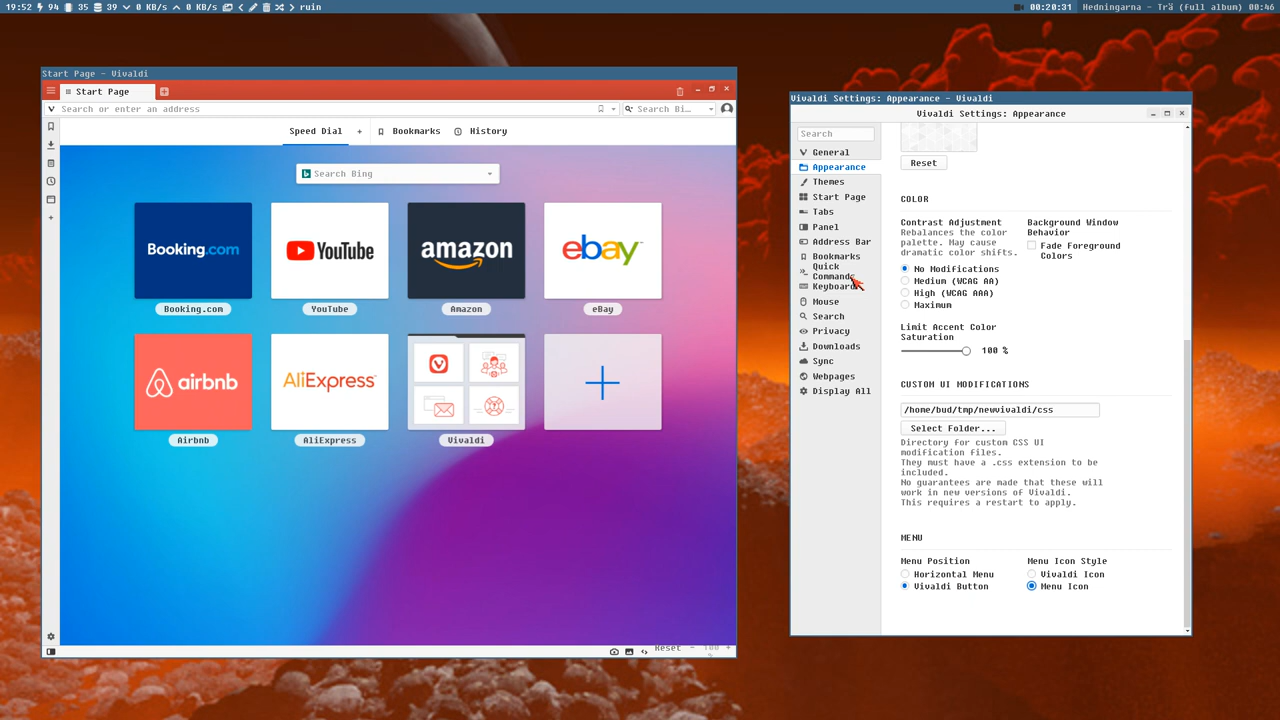 19:52 94 35 39 0 KB/s 0 KB/s ruin
00:20:31 Hedningarna - Trä (full album) 00:46
Start Page - Vivaldi
Start Page
Search or enter an address
Search Bi...
Speed Dial + Bookmarks History
Search Bing
Booking.com
YouTube
amazon
ebay
Booking.com
YouTube
Amazon
eBay
airbnb
AliExpress
Airbnb
AliExpress
Vivaldi
Reset - 100 % +
Vivaldi Settings: Appearance - Vivaldi
Vivaldi Settings: Appearance
Search
General
Appearance
Themes
Start Page
Tabs
Panel
Address Bar
Bookmarks
Quick
Commands
Keyboard
Mouse
Search
Privacy
Downloads
Sync
Webpages
Display All
Reset
COLOR
Contrast Adjustment
Rebalances the color
palette. May cause
dramatic color shifts.
No Modifications
Medium (WCAG AA)
High (WCAG AAA)
Maximum
Background Window
Behavior
Fade Foreground
Colors
Limit Accent Color
Saturation
100 %
CUSTOM UI MODIFICATIONS
/home/bud/tmp/newvivaldi/css
Select Folder...
Directory for custom CSS UI
modification files.
They must have a .css extension to be
included.
No guarantees are made that these will
work in new versions of Vivaldi.
This requires a restart to apply.
MENU
Menu Position
Horizontal Menu
Vivaldi Button
Menu Icon Style
Vivaldi Icon
Menu Icon